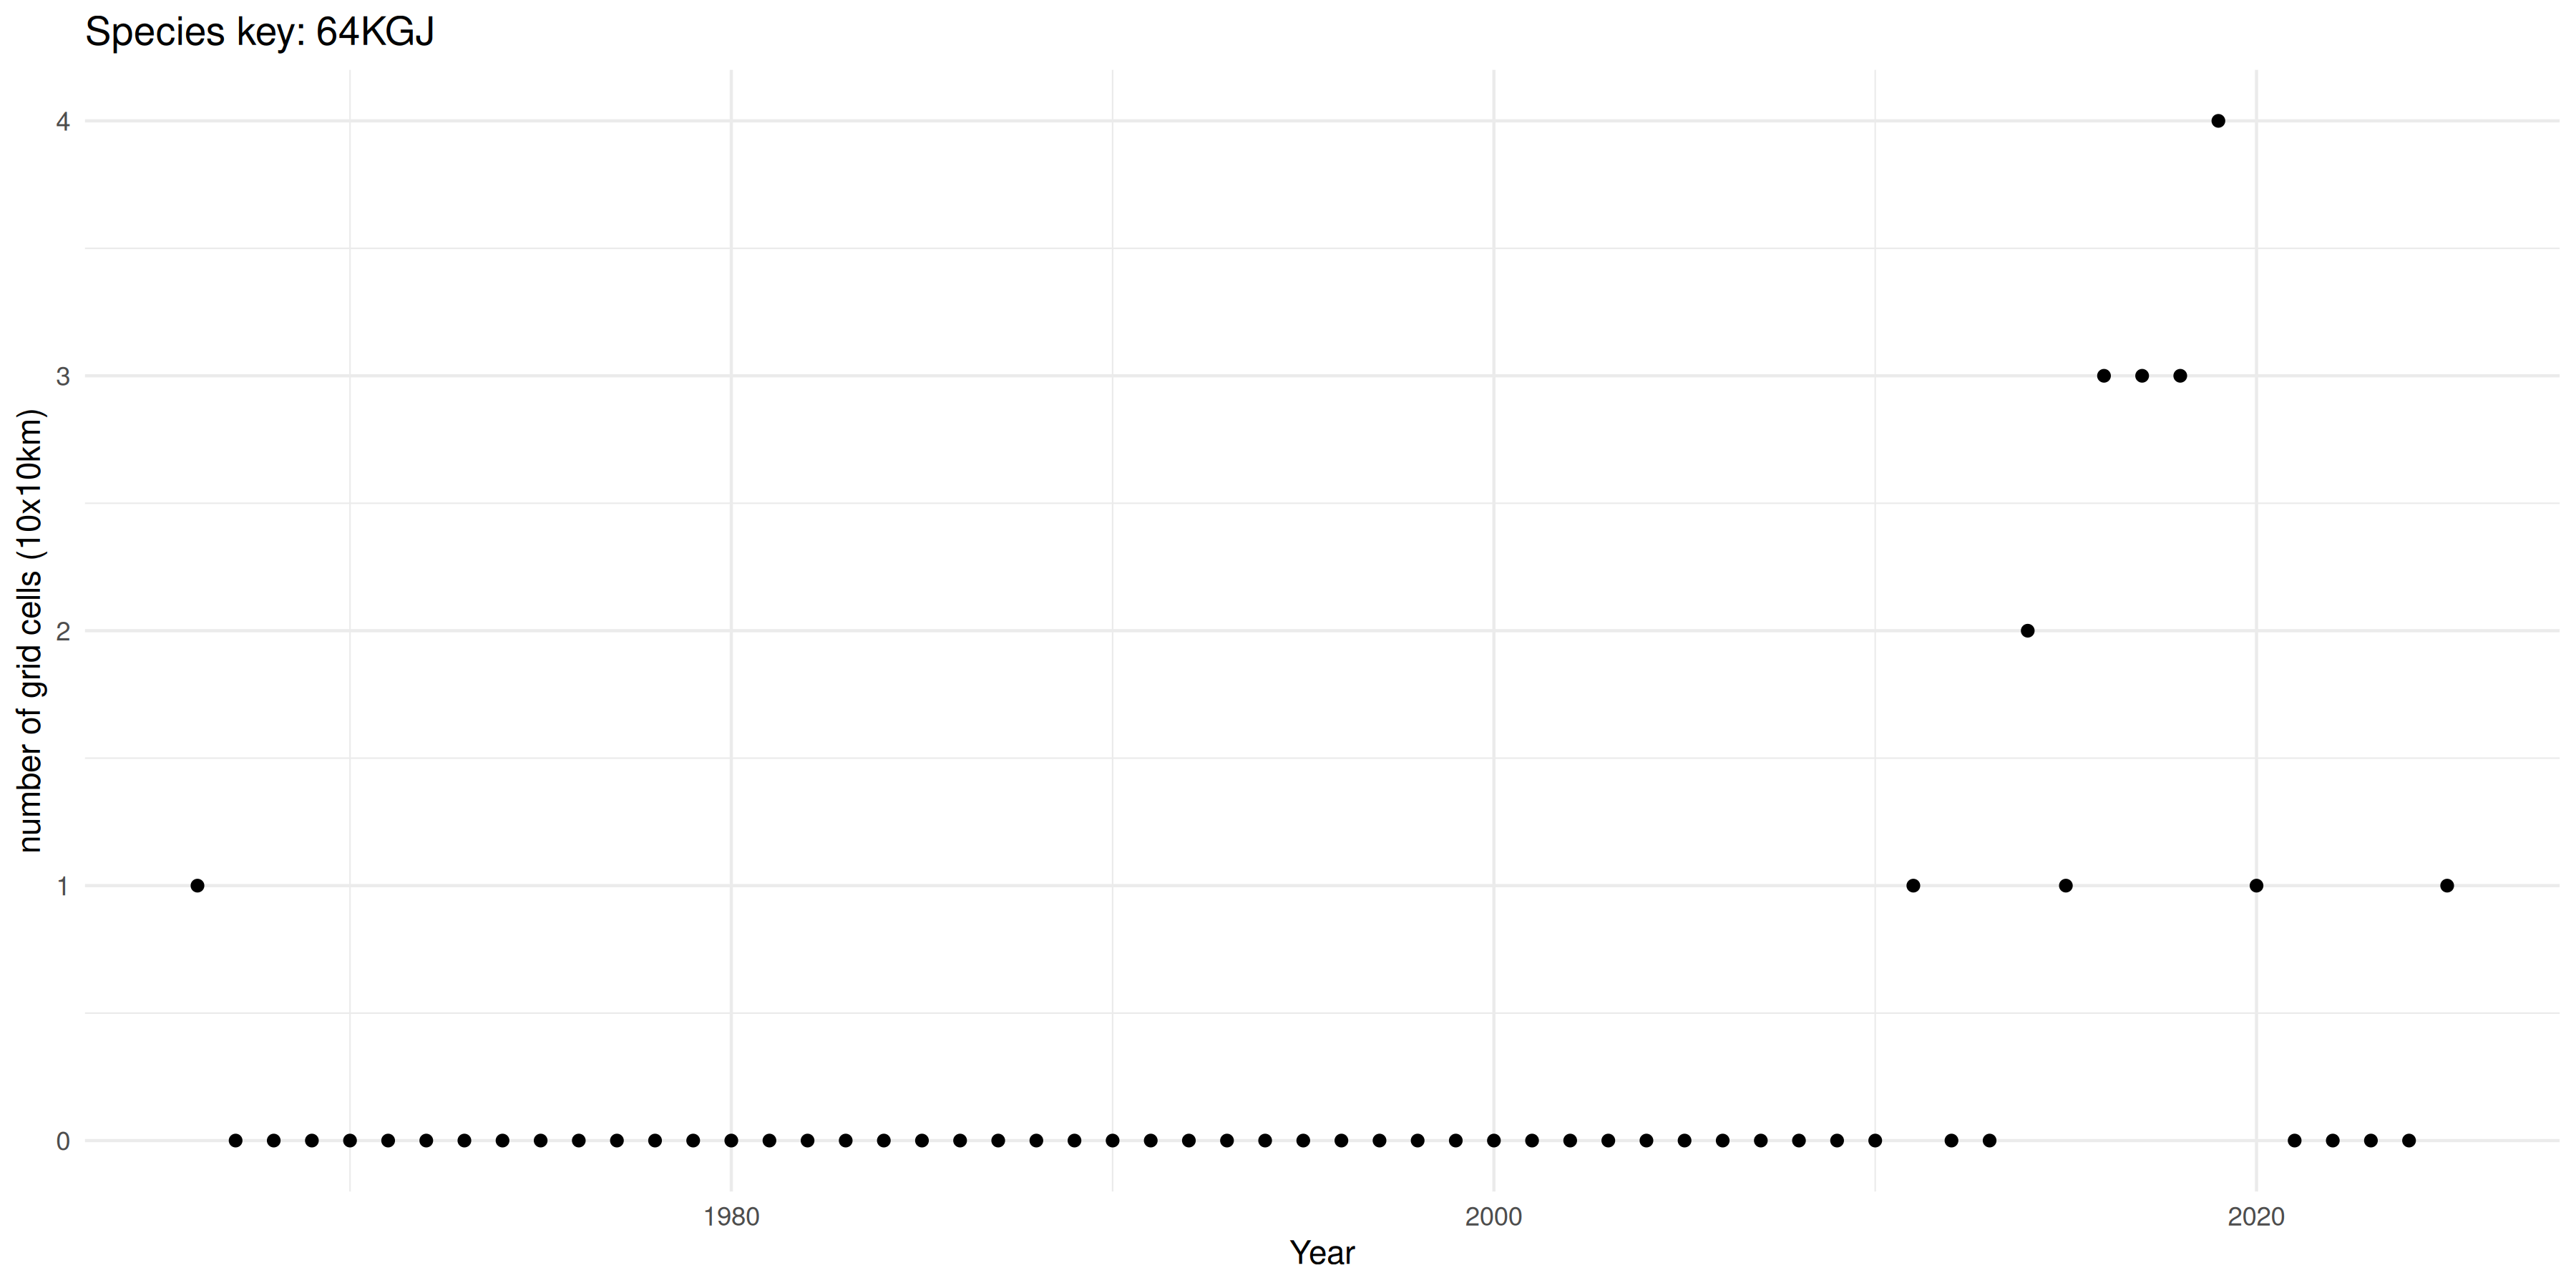 Species key: 64KGJ
number of grid cells (10x10km)
4
3
2
1
0
1980
2000
2020
Year